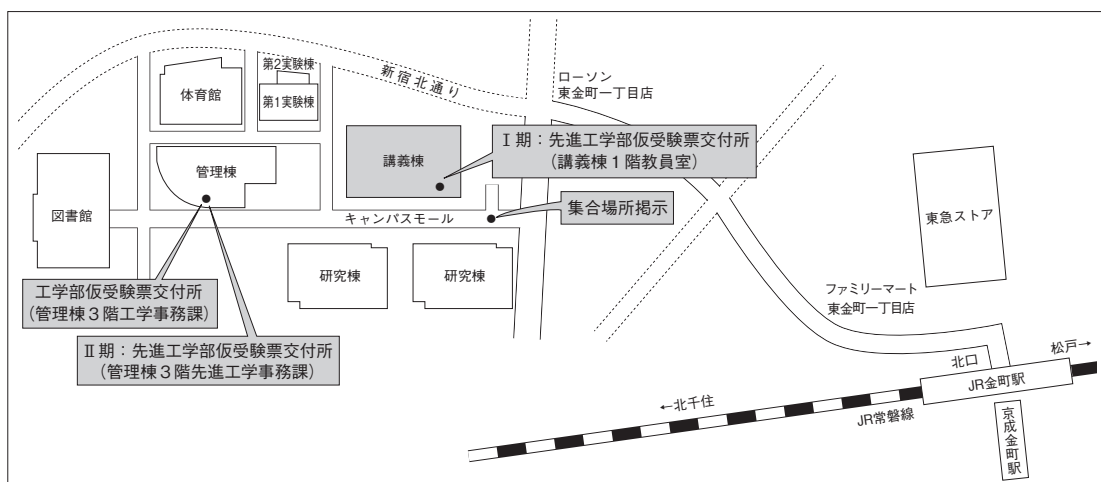 第2実験棟
体育館
第1実験棟
新宿北通り
ローソン
東金町一丁目店
Ⅰ期：先進工学部仮受験票交付所
（講義棟1階教員室）
講義棟
管理棟
図書館
キャンパスモール
集合場所掲示
東急ストア
研究棟
研究棟
工学部仮受験票交付所
（管理棟3階工学事務課）
ファミリーマート
東金町一丁目店
Ⅱ期：先進工学部仮受験票交付所
（管理棟3階先進工学事務課）
北口
松戸→
JR金町駅
←北千住
JR常磐線
京成金町駅